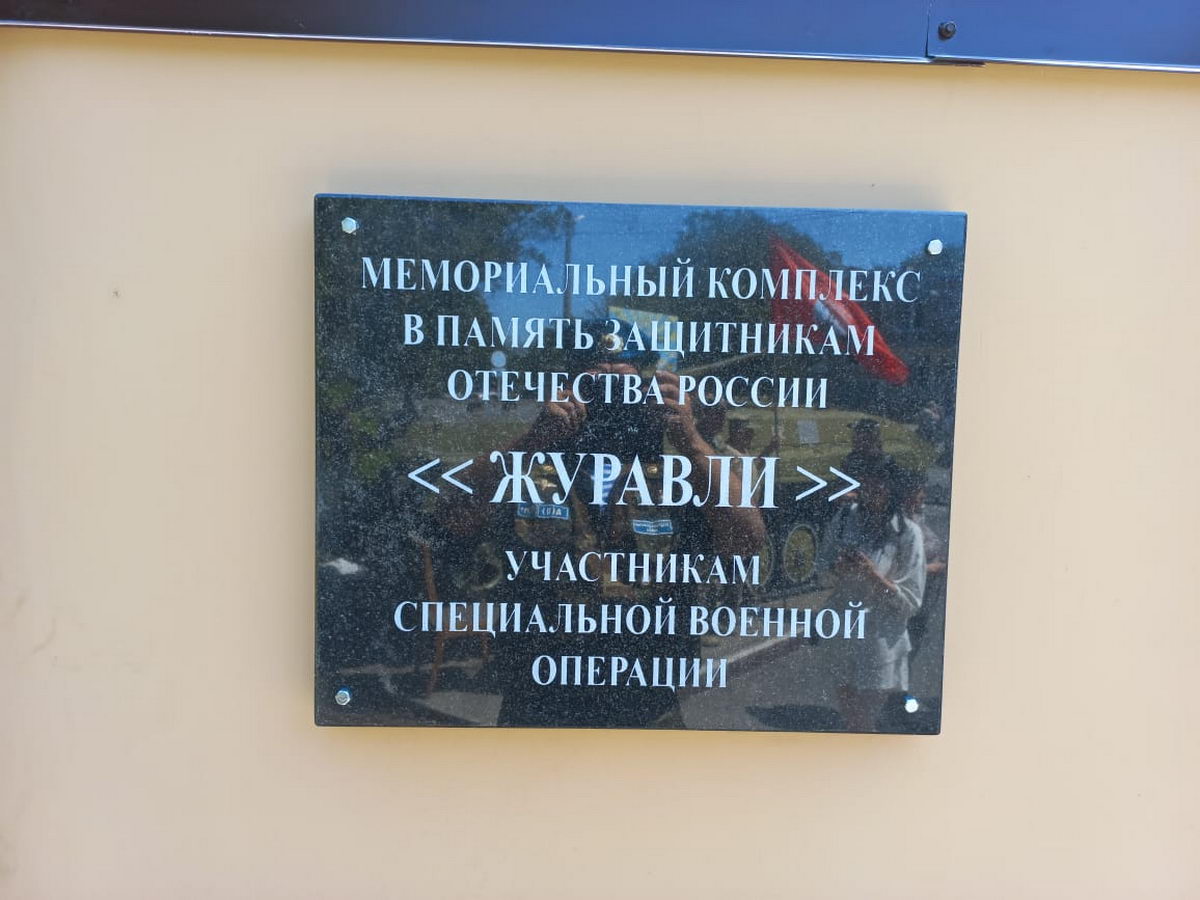 МЕМОРИАЛЬНЫЙ КОМПЛЕКС
В ПАМЯТЬ ЗАЩИТНИКАМ
ОТЕЧЕСТВА РОССИИ
<< ЖУРАВЛИ >>
УЧАСТНИКАМ
СПЕЦИАЛЬНОЙ ВОЕННОЙ
ОПЕРАЦИИ